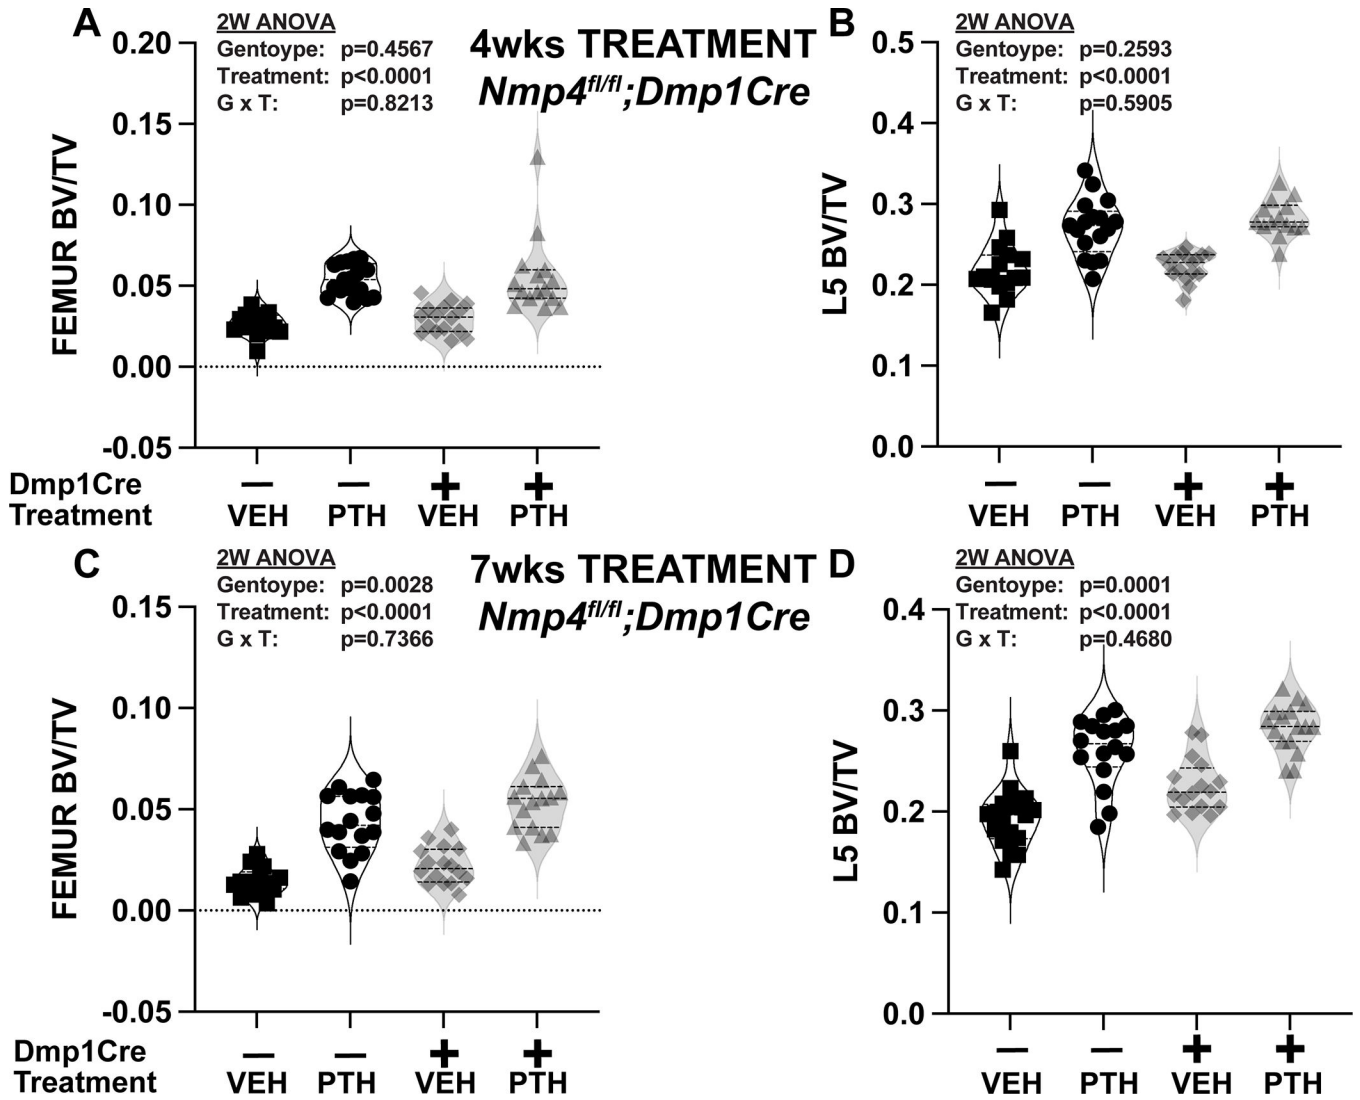 A
2W ANOVA
Gentoype: p=0.4567
Treatment: p<0.0001
G x T: p=0.8213
4wks TREATMENT
Nmp4fl/fl;Dmp1Cre
0.20
0.15
0.10
0.05
0.00
-0.05
FEMUR BV/TV
B
2W ANOVA
Gentoype: p=0.2593
Treatment: p<0.0001
G x T: p=0.5905
0.5
0.4
0.3
0.2
0.1
0.0
L5 BV/TV
Dmp1Cre — — + + — — + +
Treatment VEH PTH VEH PTH VEH PTH VEH PTH
C
2W ANOVA
Gentoype: p=0.0028
Treatment: p<0.0001
G x T: p=0.7366
7wks TREATMENT
Nmp4fl/fl;Dmp1Cre
0.15
0.10
0.05
0.00
-0.05
FEMUR BV/TV
D
2W ANOVA
Gentoype: p=0.0001
Treatment: p<0.0001
G x T: p=0.4680
0.4
0.3
0.2
0.1
0.0
L5 BV/TV
Dmp1Cre — — + + — — + +
Treatment VEH PTH VEH PTH VEH PTH VEH PTH